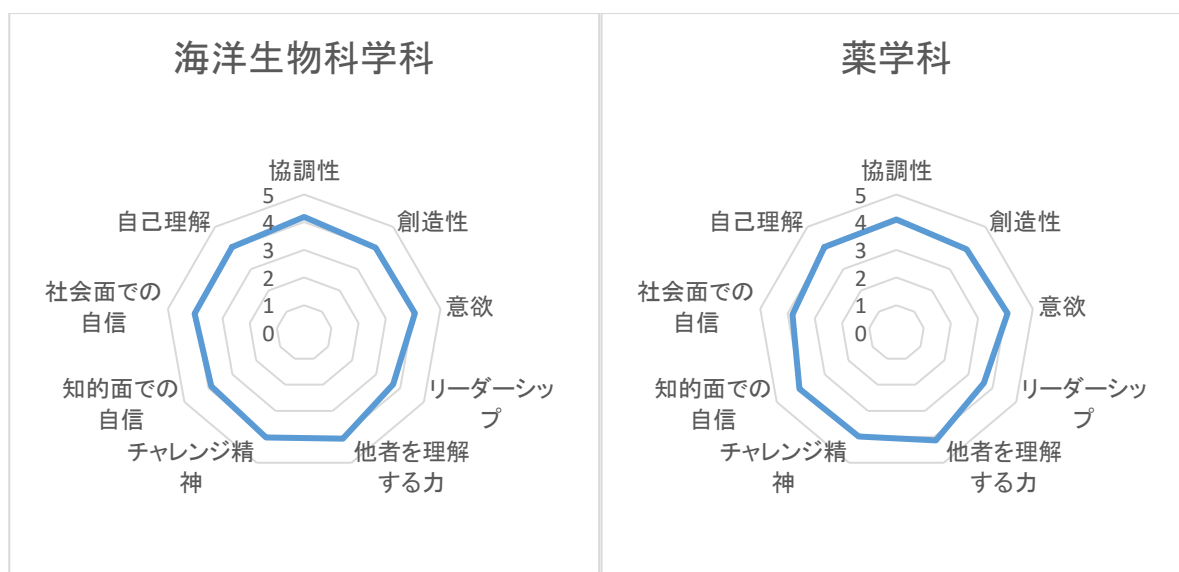 海洋生物科学科
協調性
創造性
意欲
リーダーシッ
プ
他者を理解
する力
チャレンジ精
神
知的面での
自信
社会面での
自信
自己理解
5
4
3
2
1
0
薬学科
協調性
創造性
意欲
リーダーシッ
プ
他者を理解
する力
チャレンジ精
神
知的面での
自信
社会面での
自信
自己理解
5
4
3
2
1
0